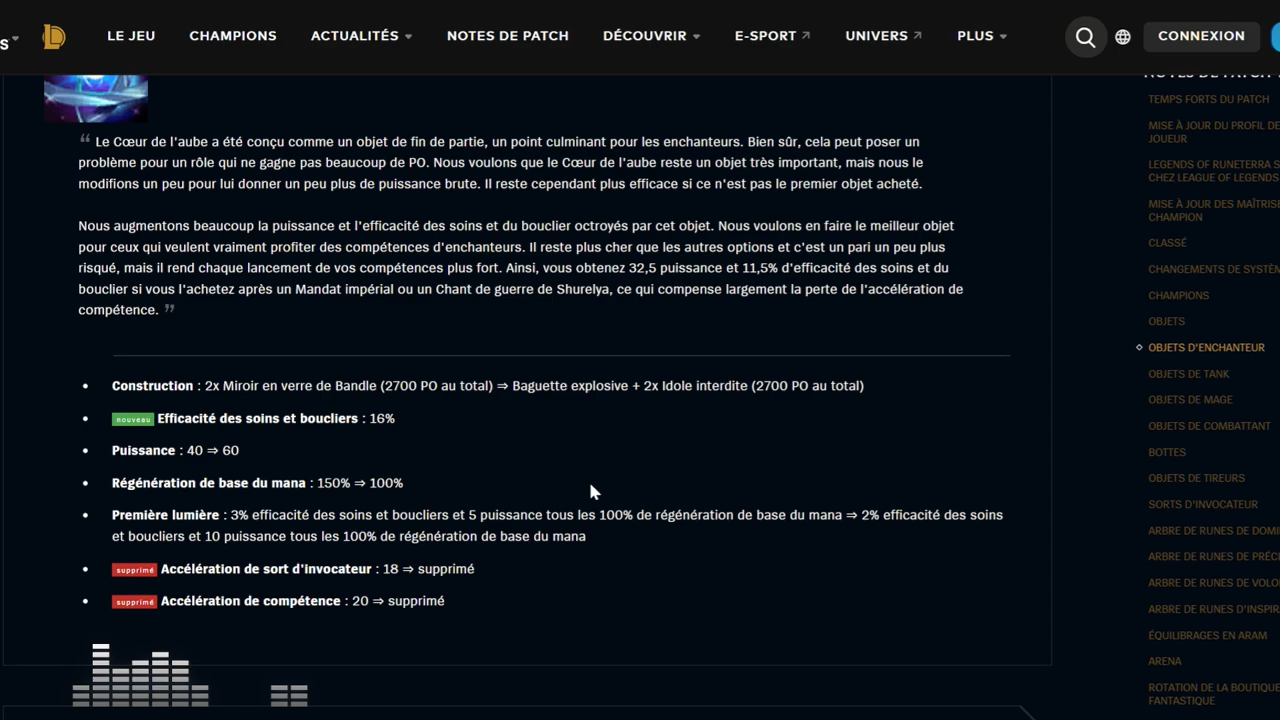 S
LE JEU CHAMPIONS ACTUALITÉS NOTES DE PATCH DÉCOUVRIR E-SPORT UNIVERS PLUS CONNEXION
“ Le Cœur de l'aube a été conçu comme un objet de fin de partie, un point culminant pour les enchanteurs. Bien sûr, cela peut poser un
problème pour un rôle qui ne gagne pas beaucoup de PO. Nous voulons que le Cœur de l'aube reste un objet très important, mais nous le
modifions un peu pour lui donner un peu plus de puissance brute. Il reste cependant plus efficace si ce n'est pas le premier objet acheté.
Nous augmentons beaucoup la puissance et l'efficacité des soins et du bouclier octroyés par cet objet. Nous voulons en faire le meilleur objet
pour ceux qui veulent vraiment profiter des compétences d'enchanteurs. Il reste plus cher que les autres options et c'est un pari un peu plus
risqué, mais il rend chaque lancement de vos compétences plus fort. Ainsi, vous obtenez 32,5 puissance et 11,5% d'efficacité des soins et du
bouclier si vous l'achetez après un Mandat impérial ou un Chant de guerre de Shurelya, ce qui compense largement la perte de l'accélération de
compétence. ”
• Construction : 2x Miroir en verre de Bandle (2700 PO au total) ⇒ Baguette explosive + 2x Idole interdite (2700 PO au total)
• nouveau Efficacité des soins et boucliers : 16%
• Puissance : 40 ⇒ 60
• Régénération de base du mana : 150% ⇒ 100%
• Première lumière : 3% efficacité des soins et boucliers et 5 puissance tous les 100% de régénération de base du mana ⇒ 2% efficacité des soins
et boucliers et 10 puissance tous les 100% de régénération de base du mana
• supprimé Accélération de sort d'invocateur : 18 ⇒ supprimé
• supprimé Accélération de compétence : 20 ⇒ supprimé
NOTES DE PATCH
TEMPS FORTS DU PATCH
MISE À JOUR DU PROFIL DE
JOUEUR
LEGENDS OF RUNETERRA S
CHEZ LEAGUE OF LEGENDS
MISE À JOUR DES MAÎTRIS
CHAMPION
CLASSÉ
CHANGEMENTS DE SYSTÈM
CHAMPIONS
OBJETS
OBJETS D'ENCHANTEUR
OBJETS DE TANK
OBJETS DE MAGE
OBJETS DE COMBATTANT
BOTTES
OBJETS DE TIREURS
SORTS D'INVOCATEUR
ARBRE DE RUNES DE DOMI
ARBRE DE RUNES DE PRÉC
ARBRE DE RUNES DE VOLO
ARBRE DE RUNES D'INSPIR
ÉQUILIBRAGES EN ARAM
ARENA
ROTATION DE LA BOUTIQUE
FANTASTIQUE